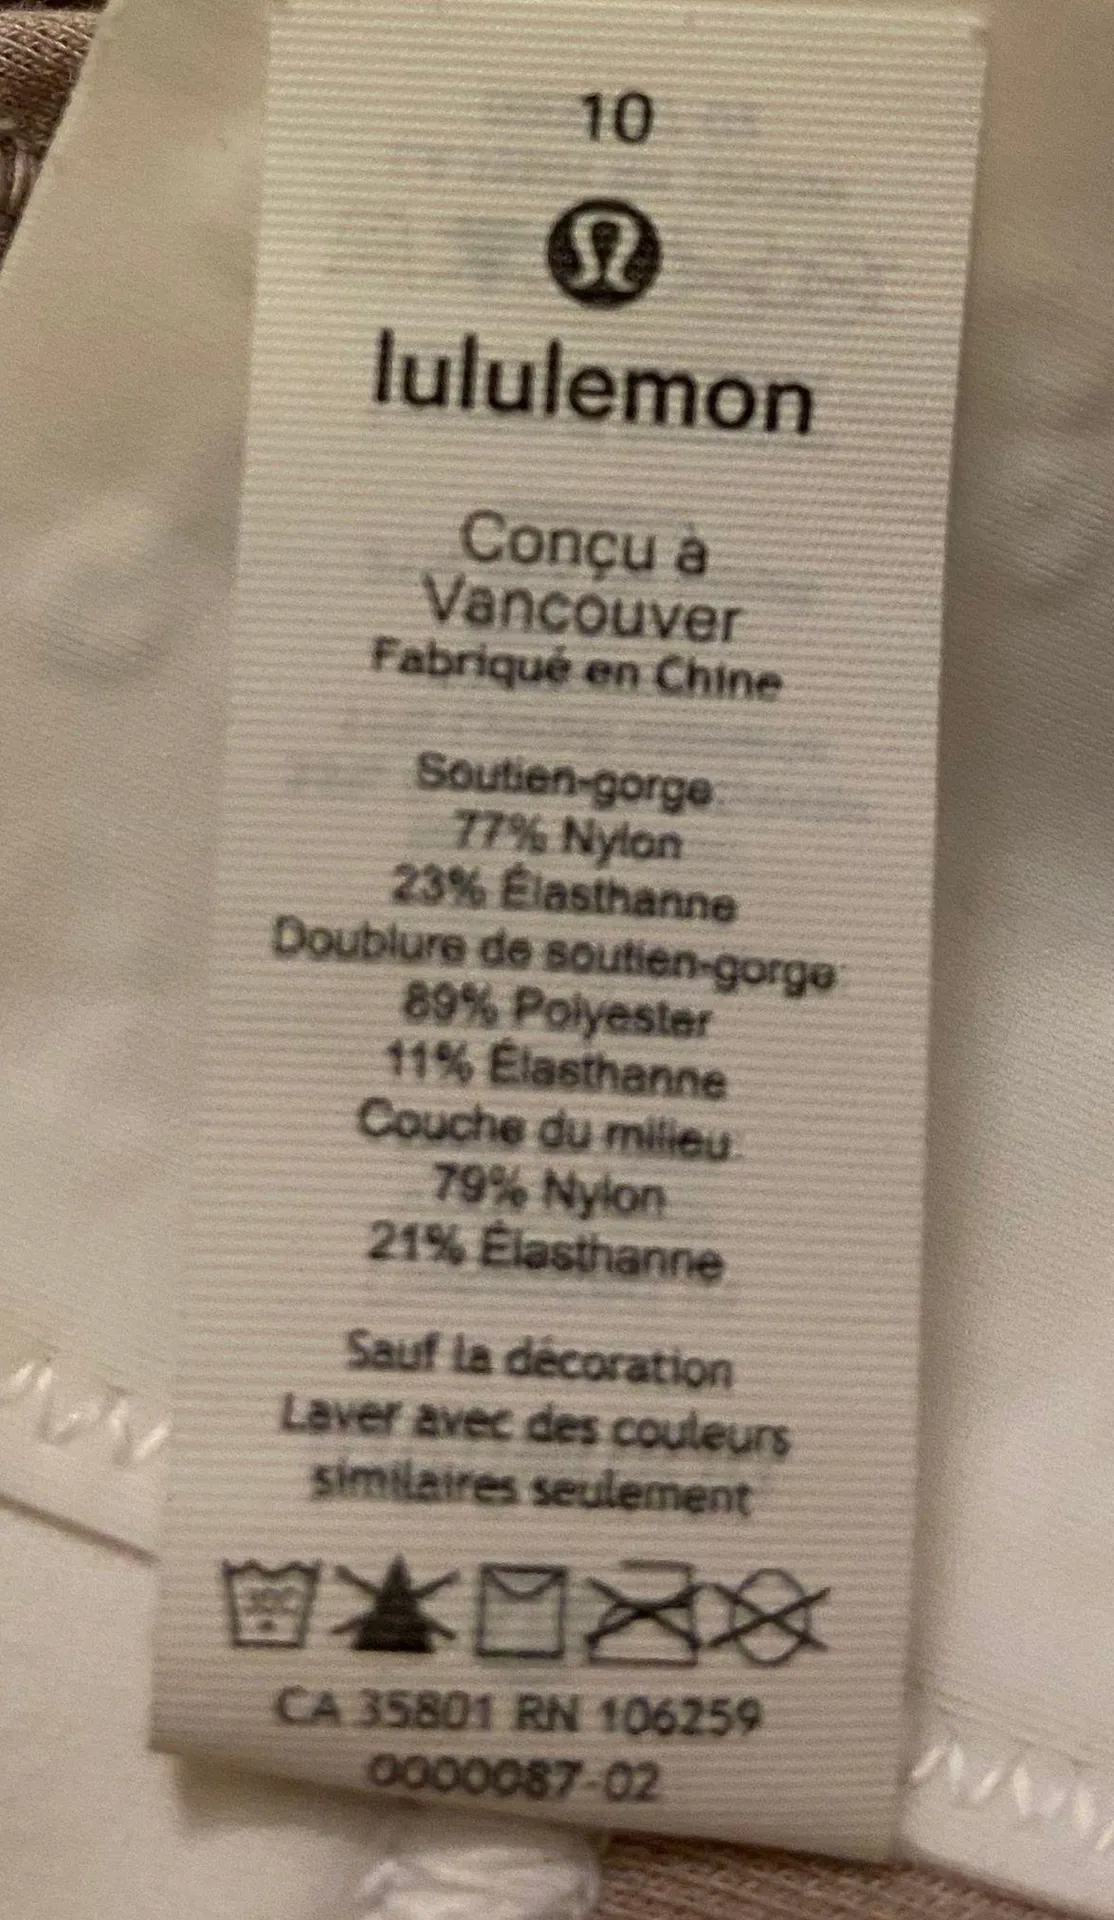 10
lululemon
Conçu à
Vancouver
Fabriqué en Chine
Soutien-gorge:
77% Nylon
23% Élasthanne
Doublure de soutien-gorge:
89% Polyester
11% Élasthanne
Couche du milieu:
79% Nylon
21% Élasthanne
Sauf la décoration
Laver avec des couleurs
similaires seulement
30C
CA 35801 RN 106259
0000087-02